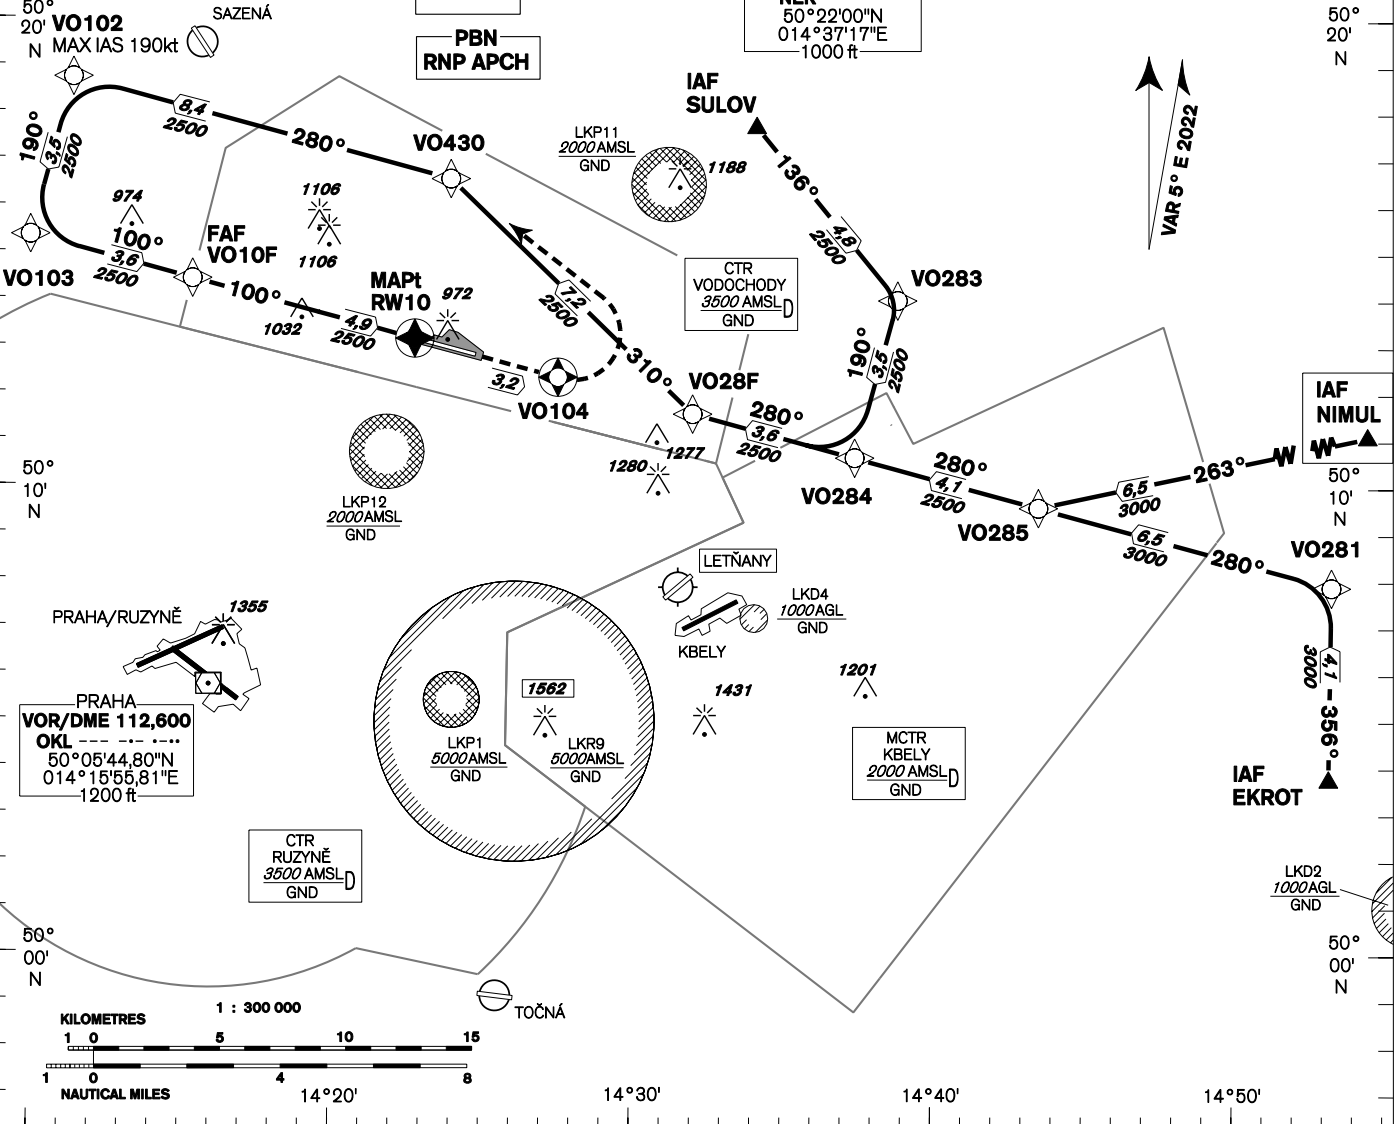 50°
20'
N
VO102
MAX IAS 190kt
SAZENÁ
PBN
RNP APCH
50°22'00"N
014°37'17"E
1000 ft
50°
20'
N
IAF
SULOV
VAR 5° E 2022
8,4
2500
280°
VO430
LKP11
2000 AMSL
GND
1188
136°
4,8
2500
190°
3,5
2500
974
1106
1106
VO103
100°
3,6
2500
FAF
VO10F
100°
1032
4,9
2500
MAPt
RW10
972
3,2
VO104
7,2
2500
310°
CTR
VODOCHODY
3500 AMSL
D
GND
VO283
190°
3,5
2500
VO28F
280°
3,6
2500
VO284
280°
4,1
2500
VO285
IAF
NIMUL
263°
6,5
3000
6,5
3000
280°
VO281
4,1
3000
356°
IAF
EKROT
50°
10'
N
LKP12
2000 AMSL
GND
1277
1280
50°
10'
N
LETŇANY
LKD4
1000 AGL
GND
KBELY
PRAHA/RUZYNĚ
1355
PRAHA
VOR/DME 112,600
OKL
50°05'44,80"N
014°15'55,81"E
1200 ft
1562
LKP1
5000 AMSL
GND
LKR9
5000 AMSL
GND
1431
1201
MCTR
KBELY
2000 AMSL
D
GND
CTR
RUZYNĚ
3500 AMSL
D
GND
LKD2
1000 AGL
GND
50°
00'
N
50°
00'
N
TOČNÁ
1 : 300 000
KILOMETRES
1 0 5 10 15
1 0 4 8
NAUTICAL MILES
14°20' 14°30' 14°40' 14°50'